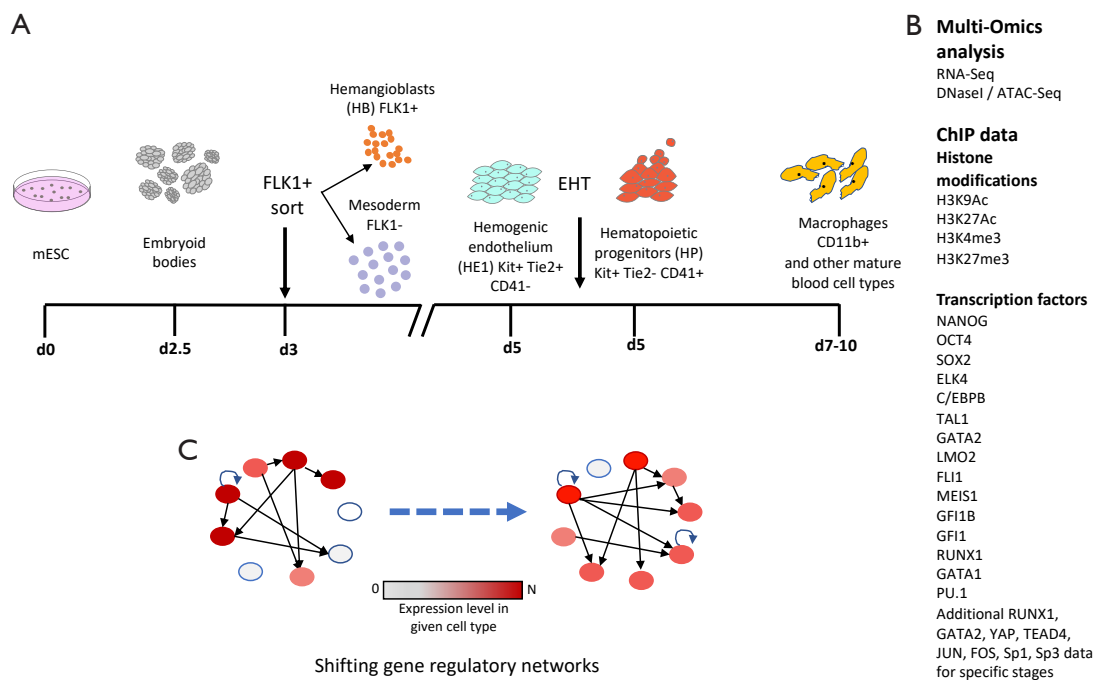 A
Hemangioblasts
(HB) FLK1+
FLK1+
sort
Mesoderm
FLK1-
mESC
Embryoid
bodies
Hemogenic
endothelium
(HE1) Kit+ Tie2+
CD41-
EHT
Hematopoietic
progenitors (HP)
Kit+ Tie2- CD41+
Macrophages
CD11b+
and other mature
blood cell types
d0
d2.5
d3
d5
d5
d7-10
B
Multi-Omics
analysis
RNA-Seq
DNaseI / ATAC-Seq
ChIP data
Histone
modifications
H3K9Ac
H3K27Ac
H3K4me3
H3K27me3
Transcription factors
NANOG
OCT4
SOX2
ELK4
C/EBPB
TAL1
GATA2
LMO2
FLI1
MEIS1
GFI1B
GFI1
RUNX1
GATA1
PU.1
Additional RUNX1,
GATA2, YAP, TEAD4,
JUN, FOS, Sp1, Sp3 data
for specific stages
C
0
N
Expression level in
given cell type
Shifting gene regulatory networks